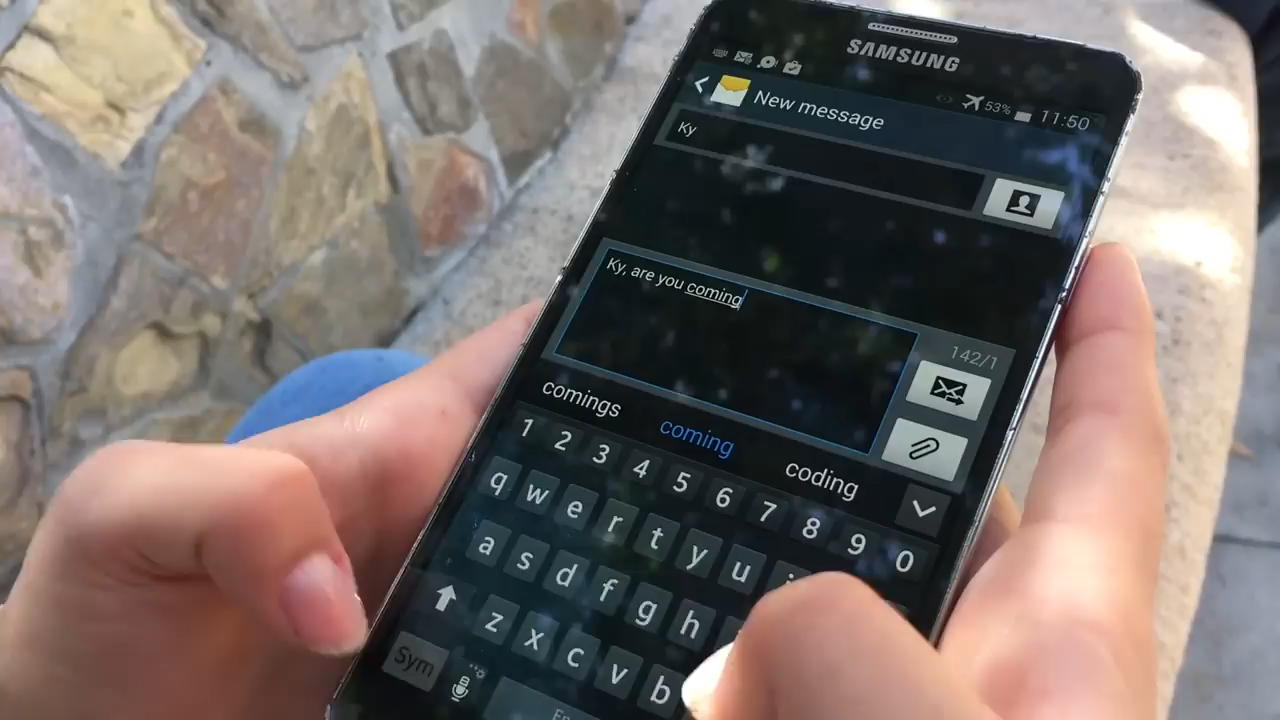 SAMSUNG
53% 11:50
New message
Ky
Ky, are you coming
142/1
comings coming coding
1 2 3 4 5 6 7 8 9 0
q w e r t y u
a s d f g h
z x c v b
Sym